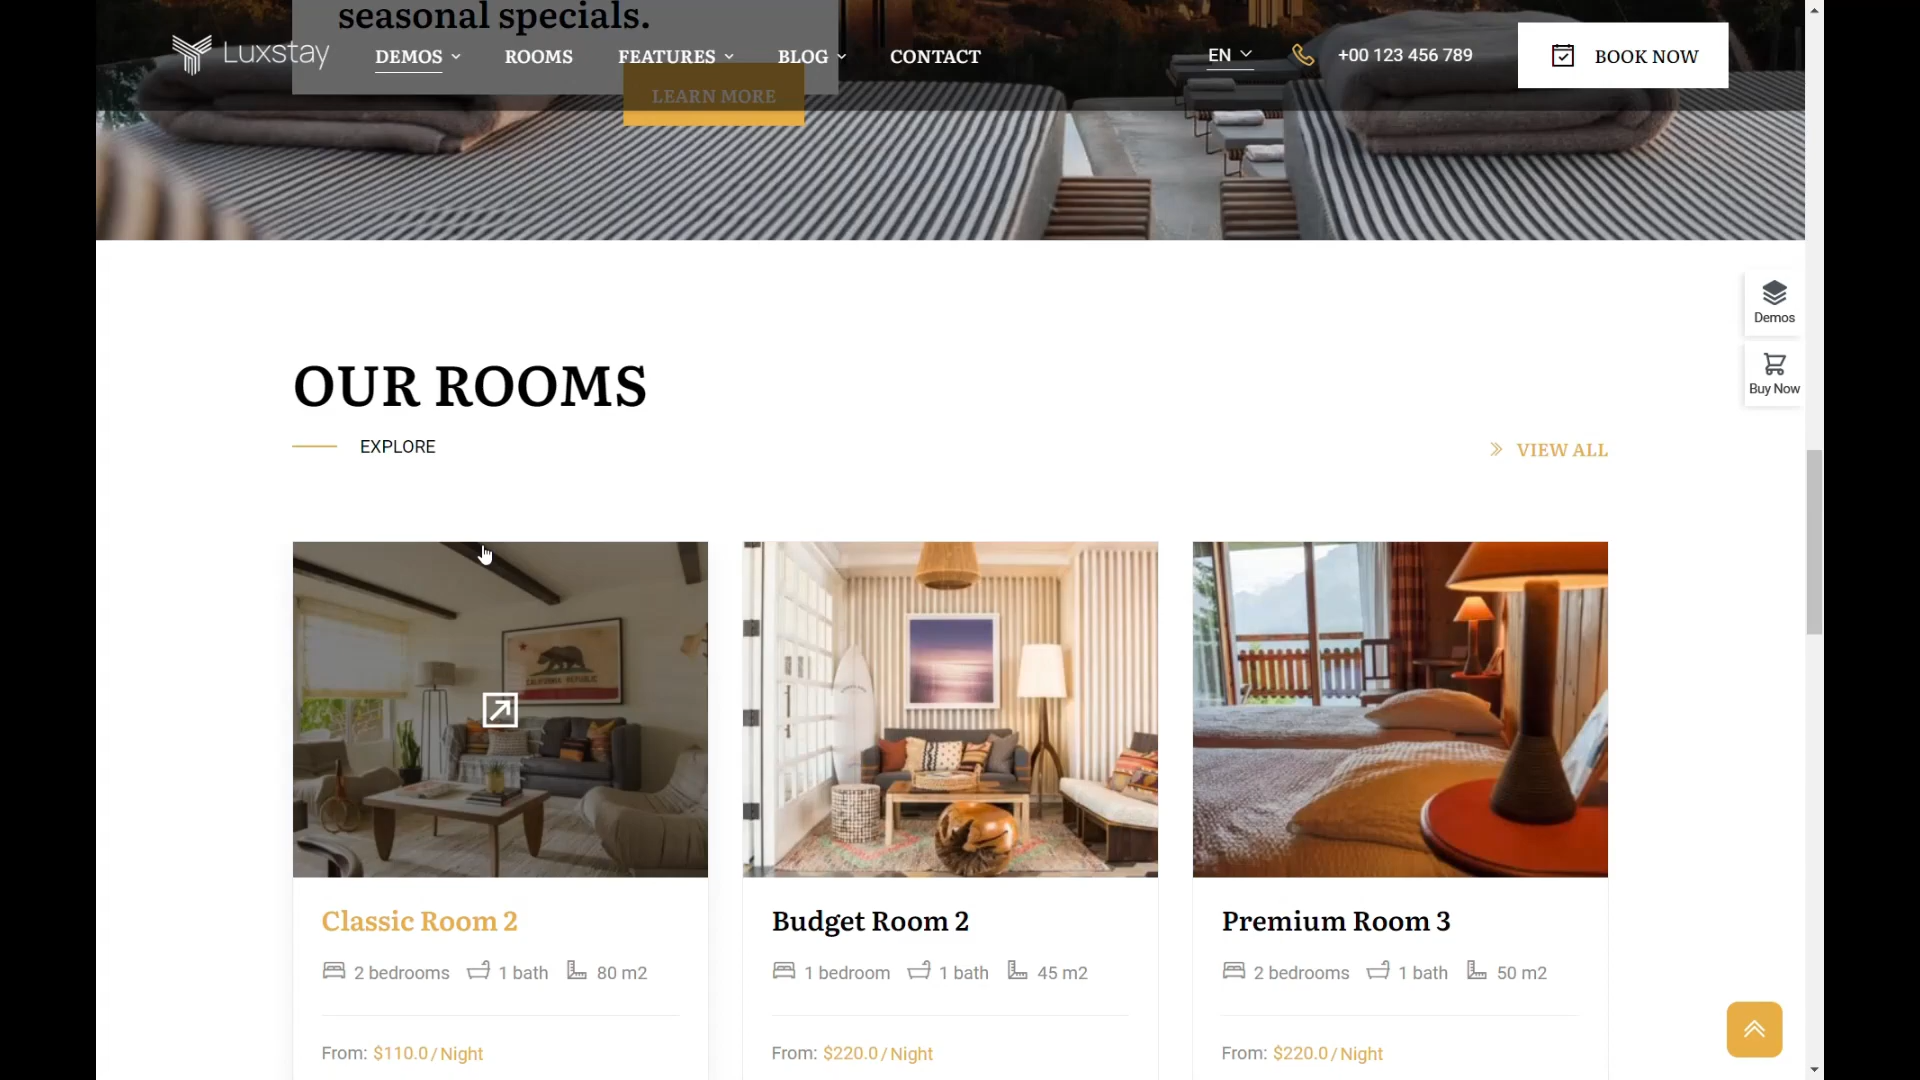 seasonal specials.
Luxstay DEMOS ROOMS FEATURES BLOG CONTACT EN +00 123 456 789 BOOK NOW
LEARN MORE
Demos
Buy Now
OUR ROOMS
EXPLORE
VIEW ALL
CALIFORNIA REPUBLIC
Classic Room 2
2 bedrooms 1 bath 80 m2
From: $110.0/Night
Budget Room 2
1 bedroom 1 bath 45 m2
From: $220.0/Night
Premium Room 3
2 bedrooms 1 bath 50 m2
From: $220.0/Night